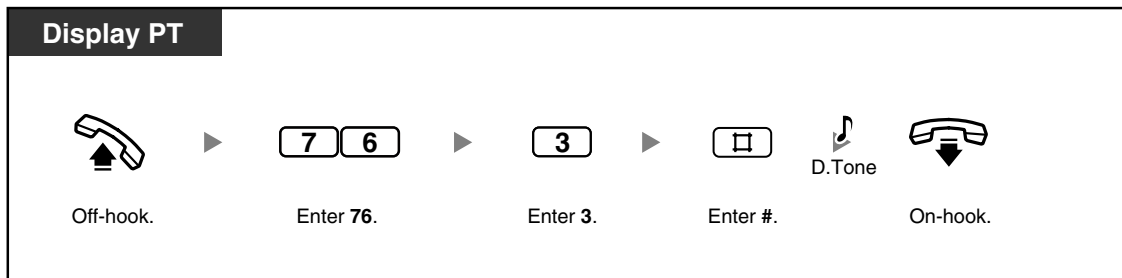 Display PT
7 6 3 #
D.Tone
Off-hook. Enter 76. Enter 3. Enter #. On-hook.